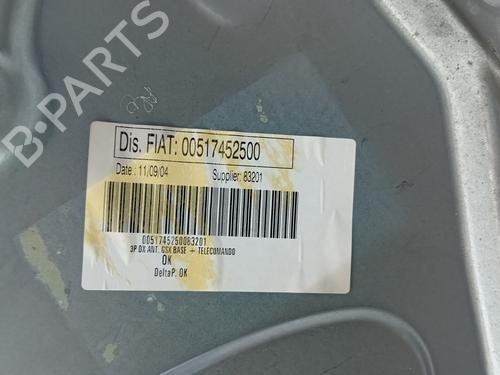 B-PARTS
Dis. FIAT: 00517452500
Date : 11/09/04 Supplier: 83201
0051745250083201
3P DX ANT. GSX BASE + TELECOMANDO
OK
DeltaP. OK